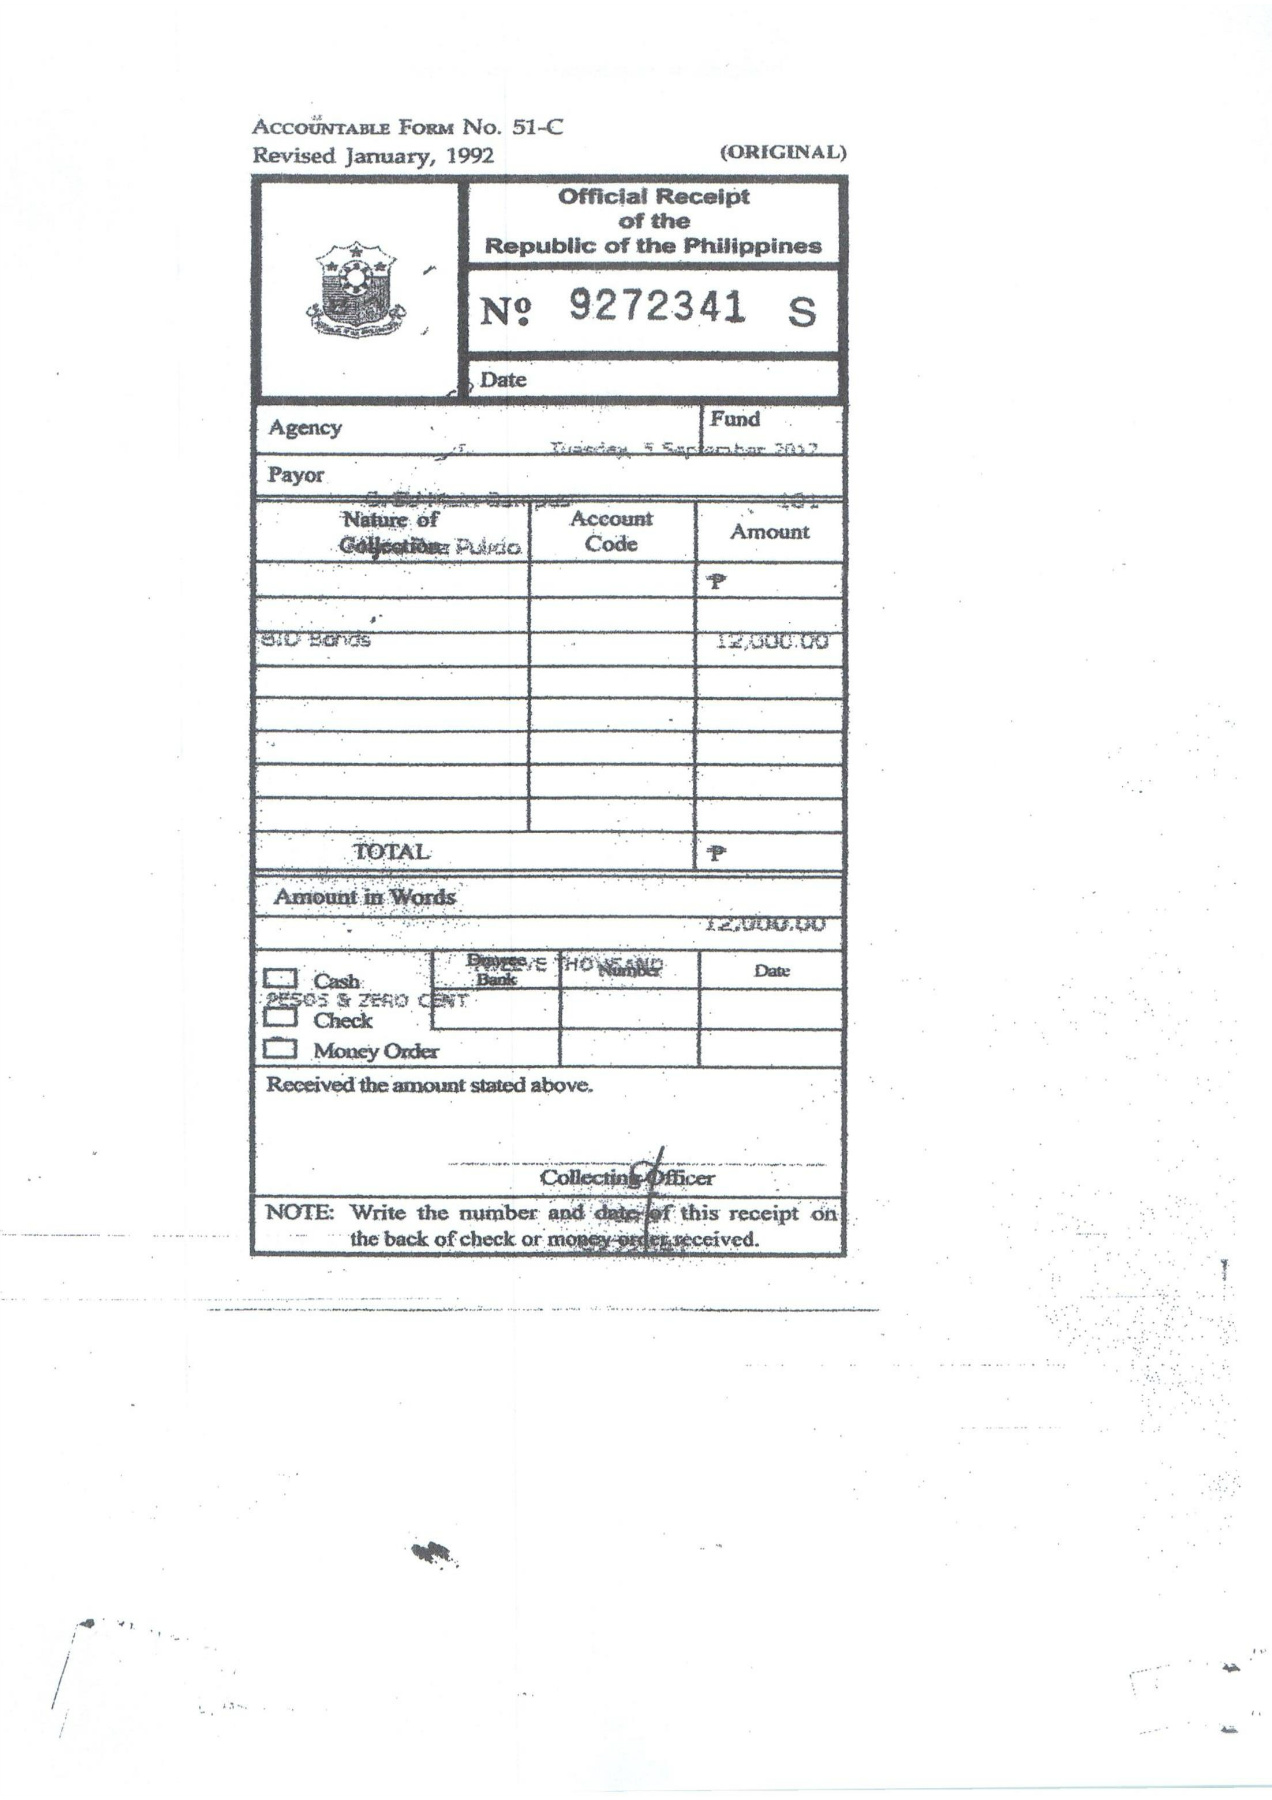 ACCOUNTABLE FORM NO. 51-C
Revised January, 1992
(ORIGINAL)
Official Receipt
of the
Republic of the Philippines
Nº 9272341 S
Date
Agency
Fund
Tuesday, 5 September 2017
Payor
Campus 101
Nature of
Collection
Account
Code
Amount
Pulido
₱
BID Bonds 12,000.00
TOTAL ₱
Amount in Words
12,000.00
TWELVE THOWSAND
Drawee
Bank
Number
Date
Cash
PESOS & ZERO CENT
Check
Money Order
Received the amount stated above.
Collecting Officer
NOTE: Write the number and date of this receipt on
the back of check or money order received.